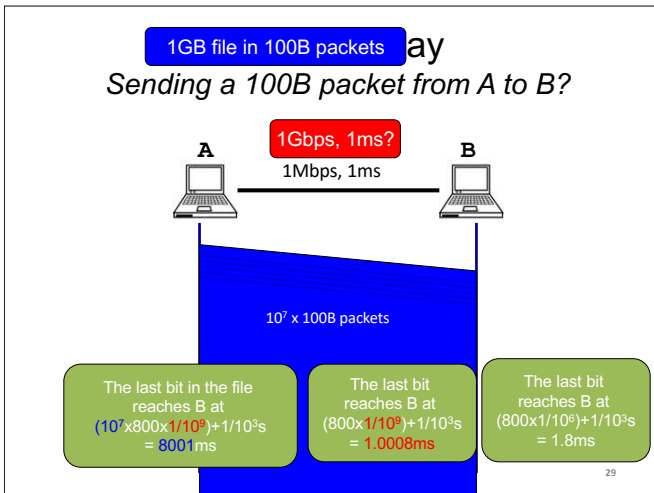 1GB file in 100B packets ay
Sending a 100B packet from A to B?
1Gbps, 1ms?
A B
1Mbps, 1ms
10⁷ x 100B packets
The last bit in the file
reaches B at
(10⁷x800x1/10⁹)+1/10³s
= 8001ms
The last bit
reaches B at
(800x1/10⁹)+1/10³s
= 1.0008ms
The last bit
reaches B at
(800x1/10⁶)+1/10³s
= 1.8ms
29